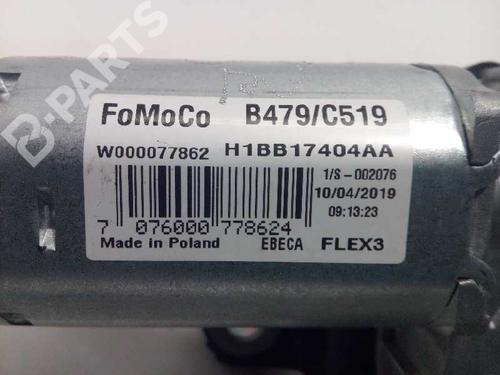 B-PARTS
FoMoCo B479/C519
W000077862 H1BB17404AA
1/S-002076
10/04/2019
09:13:23
7 076000 778624
Made in Poland EBECA FLEX3